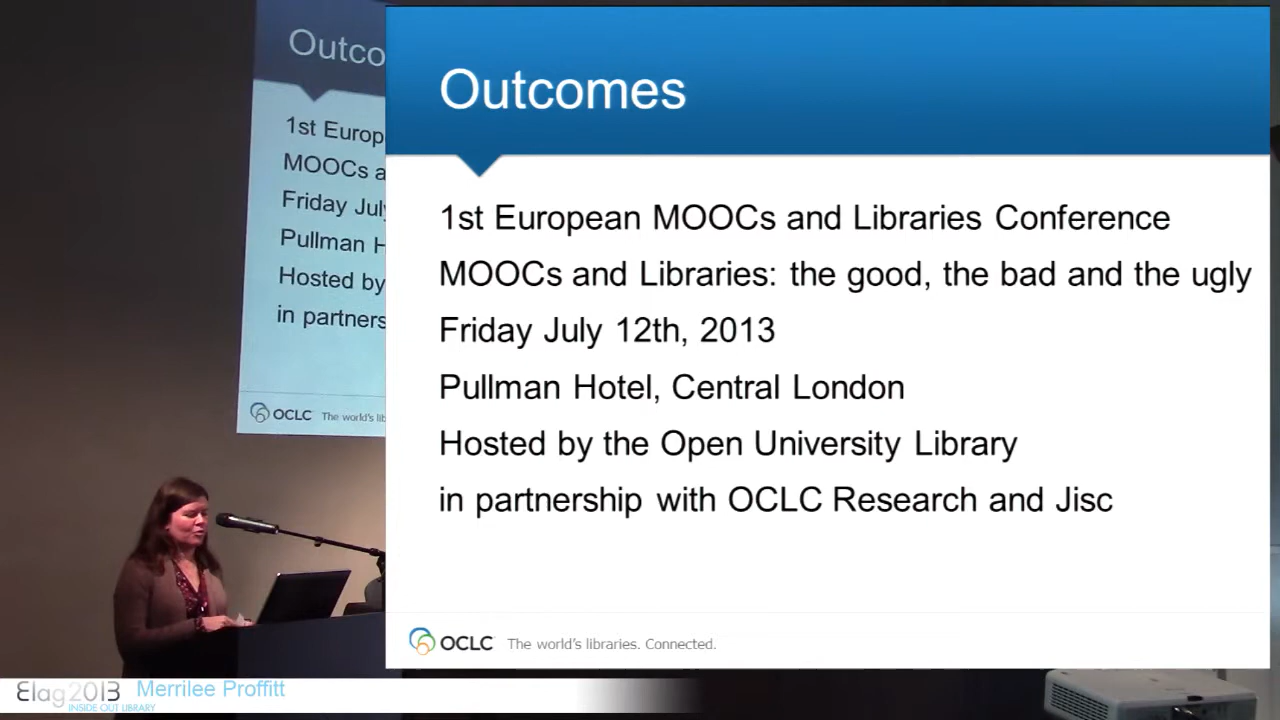 Outco
1st Europ
MOOCs a
Friday July
Pullman H
Hosted by
in partners
OCLC The world's lib
Outcomes
1st European MOOCs and Libraries Conference
MOOCs and Libraries: the good, the bad and the ugly
Friday July 12th, 2013
Pullman Hotel, Central London
Hosted by the Open University Library
in partnership with OCLC Research and Jisc
OCLC The world's libraries. Connected.
Elag2013 Merrilee Proffitt
INSIDE OUT LIBRARY